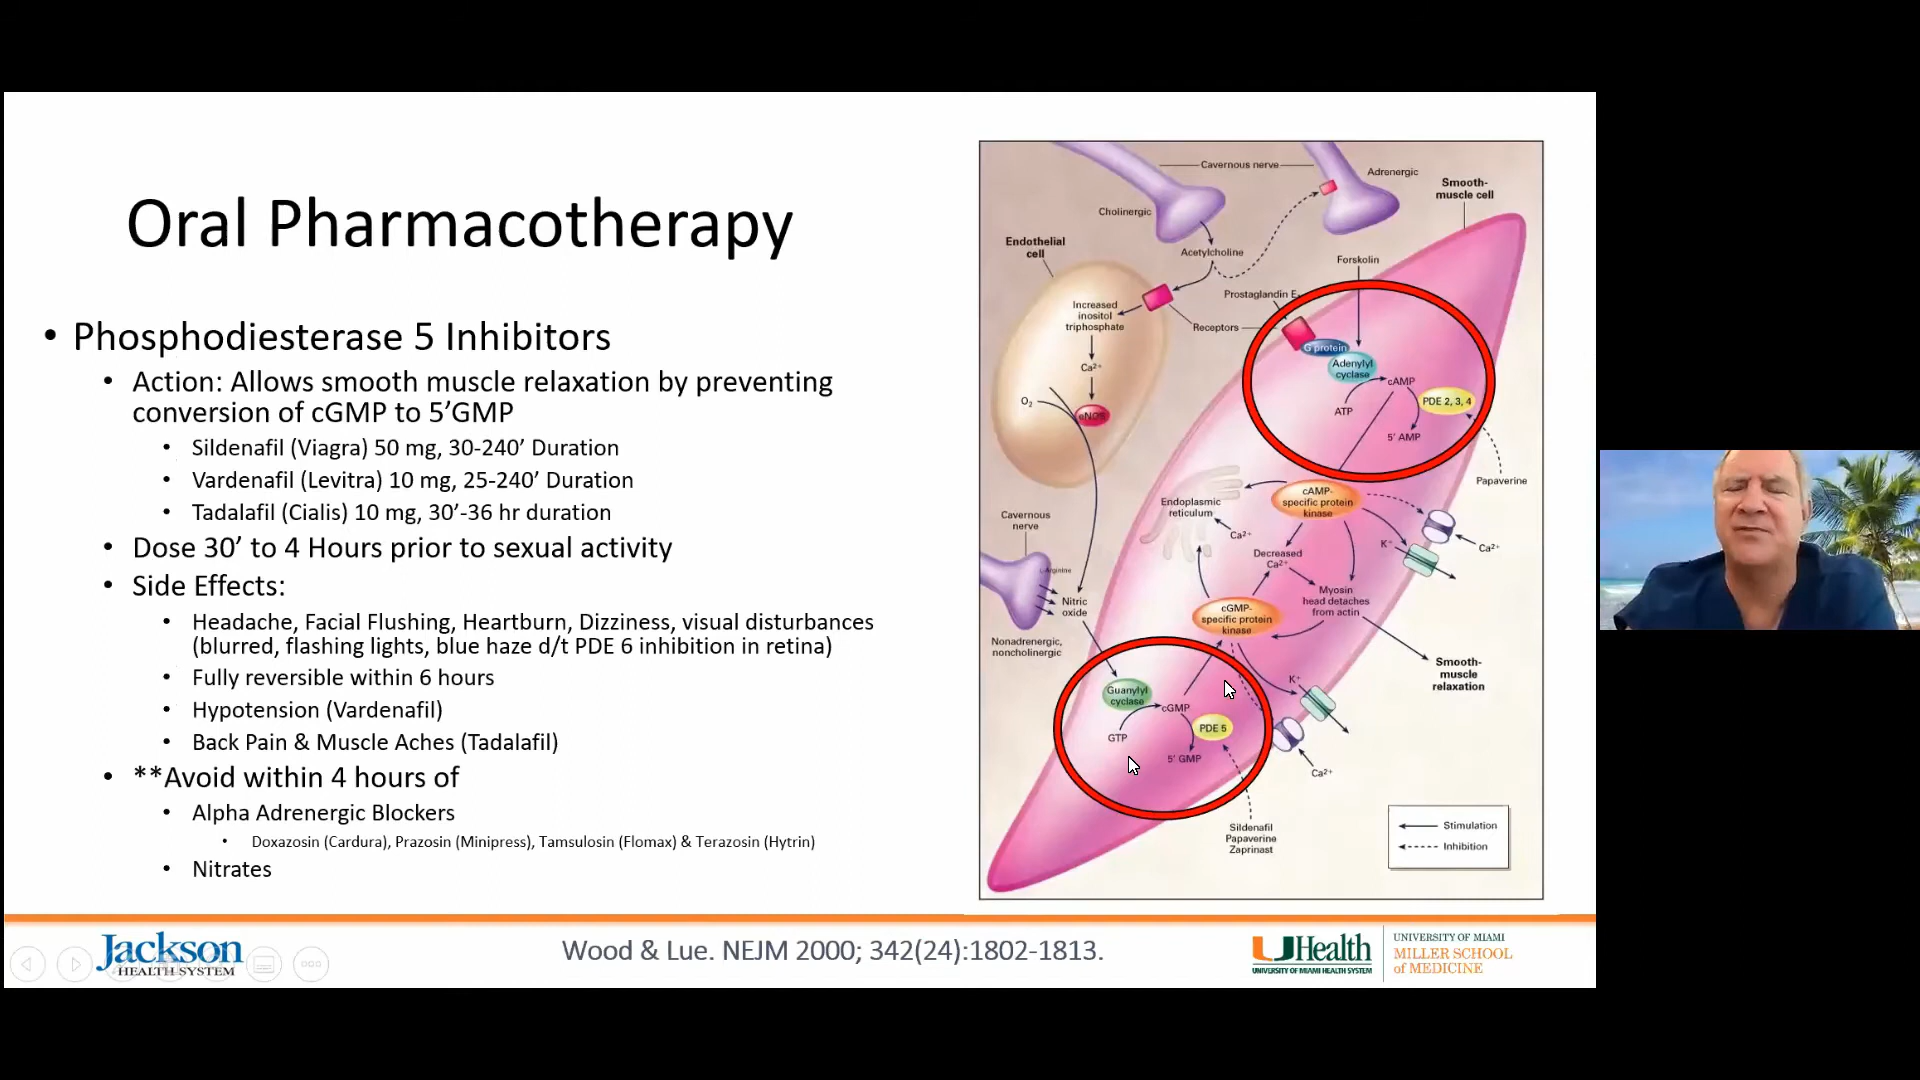 Oral Pharmacotherapy
• Phosphodiesterase 5 Inhibitors
• Action: Allows smooth muscle relaxation by preventing
conversion of cGMP to 5’GMP
• Sildenafil (Viagra) 50 mg, 30-240’ Duration
• Vardenafil (Levitra) 10 mg, 25-240’ Duration
• Tadalafil (Cialis) 10 mg, 30’-36 hr duration
• Dose 30’ to 4 Hours prior to sexual activity
• Side Effects:
• Headache, Facial Flushing, Heartburn, Dizziness, visual disturbances
(blurred, flashing lights, blue haze d/t PDE 6 inhibition in retina)
• Fully reversible within 6 hours
• Hypotension (Vardenafil)
• Back Pain & Muscle Aches (Tadalafil)
• **Avoid within 4 hours of
• Alpha Adrenergic Blockers
• Doxazosin (Cardura), Prazosin (Minipress), Tamsulosin (Flomax) & Terazosin (Hytrin)
• Nitrates
Cavernous nerve
Adrenergic
Smooth-
muscle cell
Cholinergic
Endothelial
cell
Acetylcholine
Forskolin
Prostaglandin E
Increased
inositol
triphosphate
Receptors
G protein
Adenylyl
cyclase
Ca2+
cAMP
O2
eNOS
ATP
PDE 2, 3, 4
5' AMP
Papaverine
cAMP-
specific protein
kinase
Endoplasmic
reticulum
Cavernous
nerve
Ca2+
K+
Ca2+
Decreased
Ca2+
L-Arginine
Myosin
head detaches
from actin
Nitric
oxide
cGMP-
specific protein
kinase
Nonadrenergic,
noncholinergic
Smooth-
muscle
relaxation
K+
Guanylyl
cyclase
cGMP
PDE 5
GTP
5' GMP
Ca2+
Sildenafil
Papaverine
Zaprinast
Stimulation
Inhibition
Jackson
HEALTH SYSTEM
Wood & Lue. NEJM 2000; 342(24):1802-1813.
UHealth
UNIVERSITY OF MIAMI HEALTH SYSTEM
UNIVERSITY OF MIAMI
MILLER SCHOOL
of MEDICINE